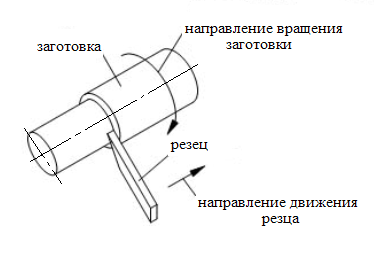 направление вращения
заготовки
заготовка
резец
направление движения
резца